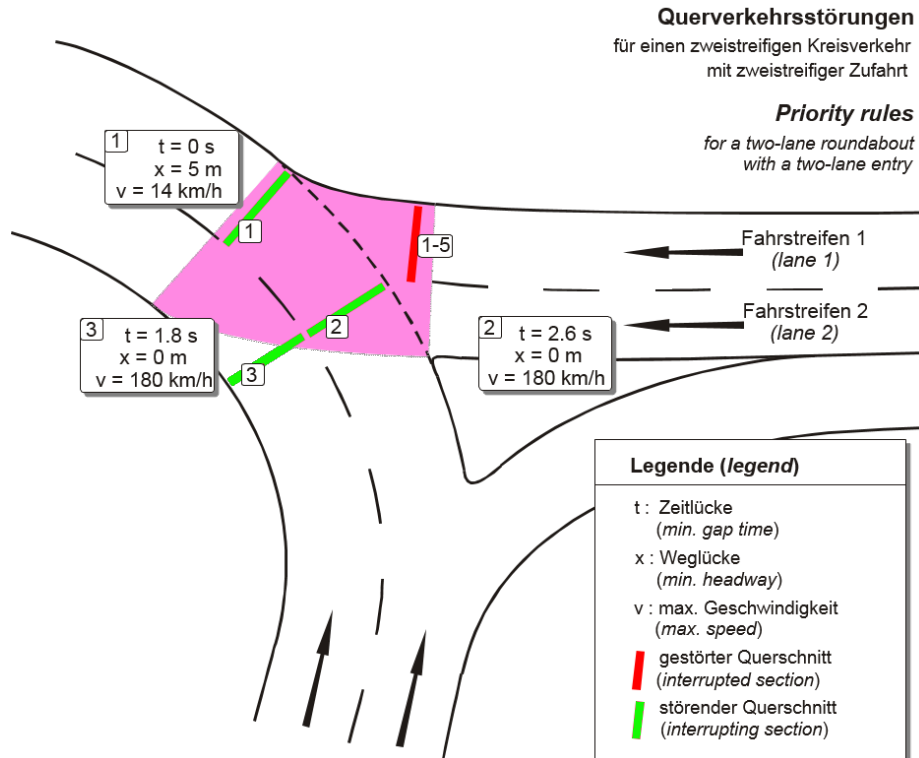 Querverkehrsstörungen
für einen zweistreifigen Kreisverkehr
mit zweistreifiger Zufahrt
Priority rules
for a two-lane roundabout
with a two-lane entry
1
t = 0 s
x = 5 m
v = 14 km/h
1
1-5
Fahrstreifen 1
(lane 1)
Fahrstreifen 2
(lane 2)
2
3
3
t = 1.8 s
x = 0 m
v = 180 km/h
2
t = 2.6 s
x = 0 m
v = 180 km/h
Legende (legend)
t : Zeitlücke
(min. gap time)
x : Weglücke
(min. headway)
v : max. Geschwindigkeit
(max. speed)
gestörter Querschnitt
(interrupted section)
störender Querschnitt
(interrupting section)